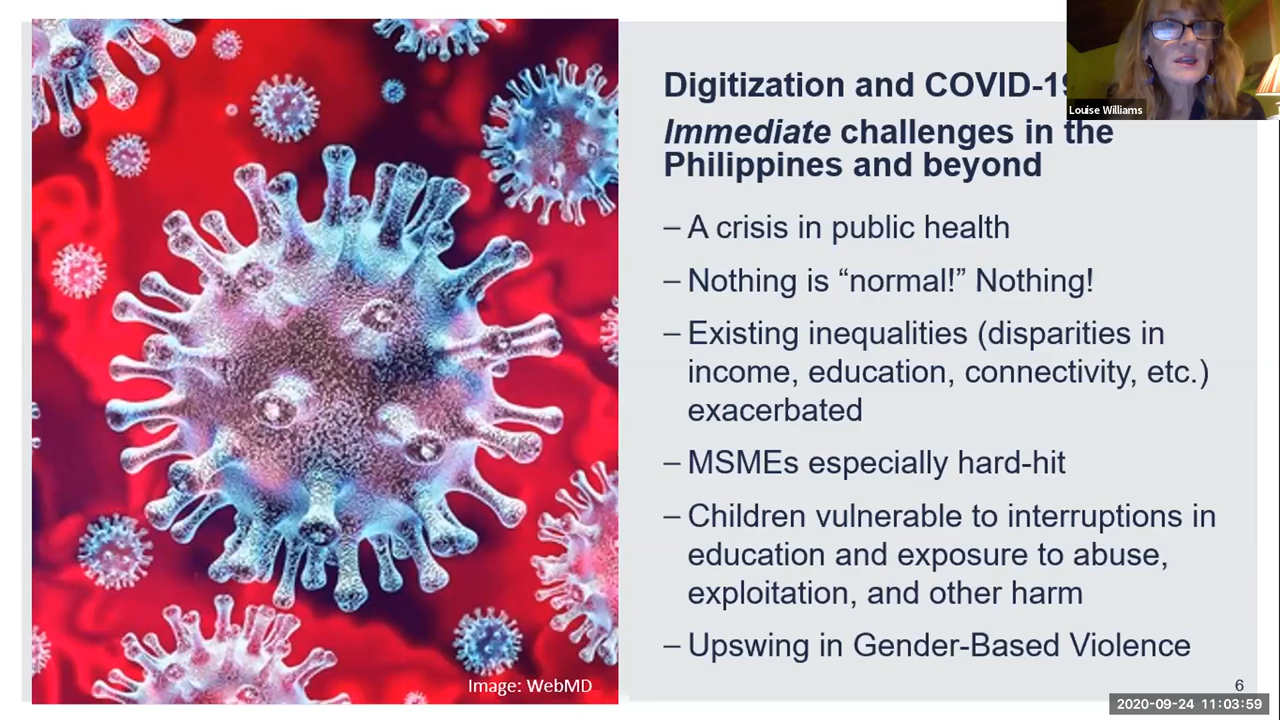 Digitization and COVID-19
Louise Williams
Immediate challenges in the
Philippines and beyond
– A crisis in public health
– Nothing is “normal!” Nothing!
– Existing inequalities (disparities in
income, education, connectivity, etc.)
exacerbated
– MSMEs especially hard-hit
– Children vulnerable to interruptions in
education and exposure to abuse,
exploitation, and other harm
– Upswing in Gender-Based Violence
Image: WebMD
6
2020-09-24 11:03:59